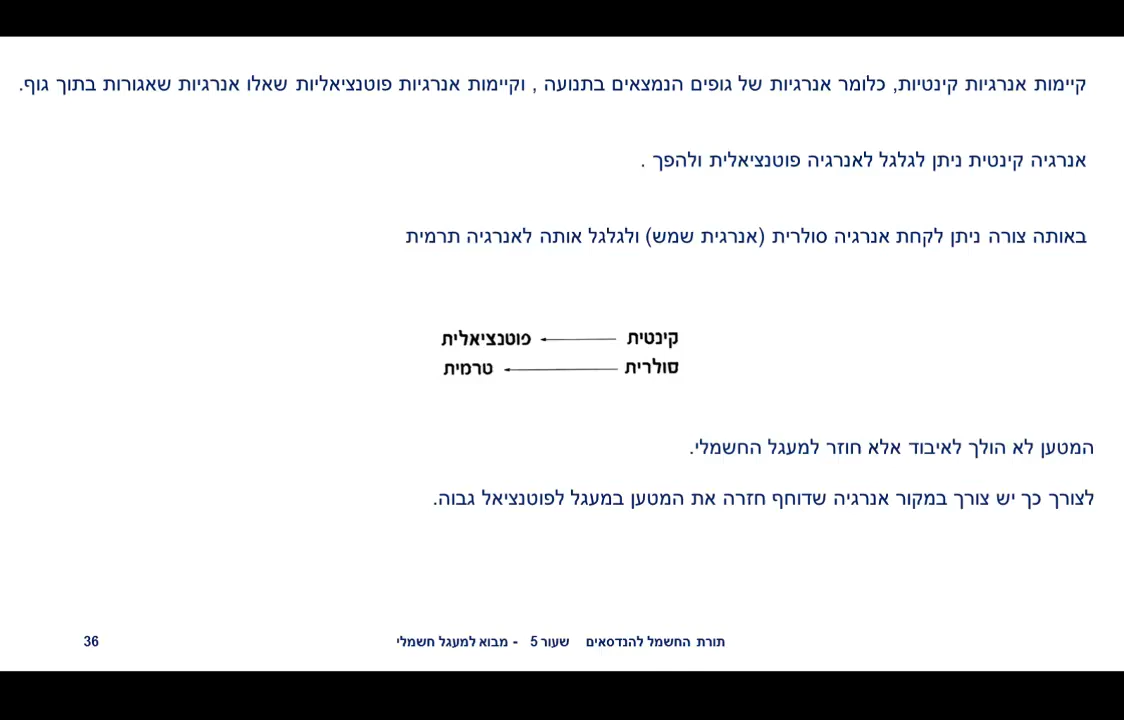 קיימות אנרגיות קינטיות, כלומר אנרגיות של גופים הנמצאים בתנועה , וקיימות אנרגיות פוטנציאליות שאלו אנרגיות שאגורות בתוך גוף.
אנרגיה קינטית ניתן לגלגל לאנרגיה פוטנציאלית ולהפך .
באותה צורה ניתן לקחת אנרגיה סולרית (אנרגית שמש) ולגלגל אותה לאנרגיה תרמית
קינטית ← פוטנציאלית
סולרית ← טרמית
המטען לא הולך לאיבוד אלא חוזר למעגל החשמלי.
לצורך כך יש צורך במקור אנרגיה שדוחף חזרה את המטען במעגל לפוטנציאל גבוה.
תורת החשמל להנדסאים שעור 5 - מבוא למעגל חשמלי 36